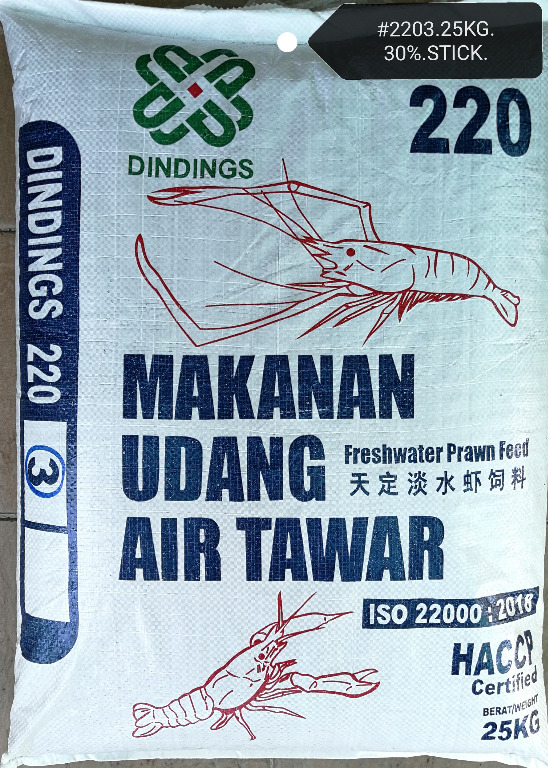 #2203.25KG.
30%.STICK.
220
DINDINGS
DINDINGS 220
3
MAKANAN
UDANG
AIR TAWAR
Freshwater Prawn Feed
天定淡水虾饲料
ISO 22000:2018
HACCP
Certified
BERAT/WEIGHT
25KG